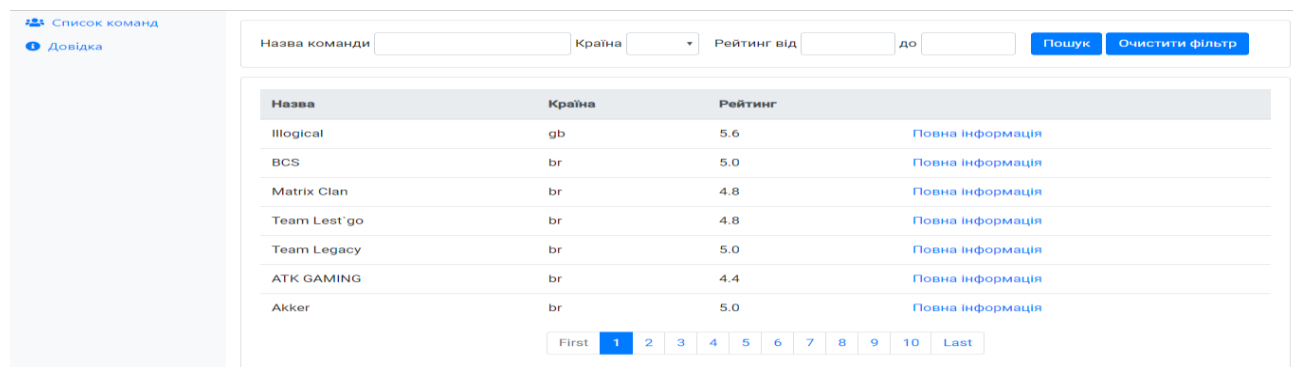 Список команд
Довідка
Назва команди Країна Рейтинг від до Пошук Очистити фільтр
Назва Країна Рейтинг
Illogical gb 5.6 Повна інформація
BCS br 5.0 Повна інформація
Matrix Clan br 4.8 Повна інформація
Team Lest`go br 4.8 Повна інформація
Team Legacy br 5.0 Повна інформація
ATK GAMING br 4.4 Повна інформація
Akker br 5.0 Повна інформація
First 1 2 3 4 5 6 7 8 9 10 Last